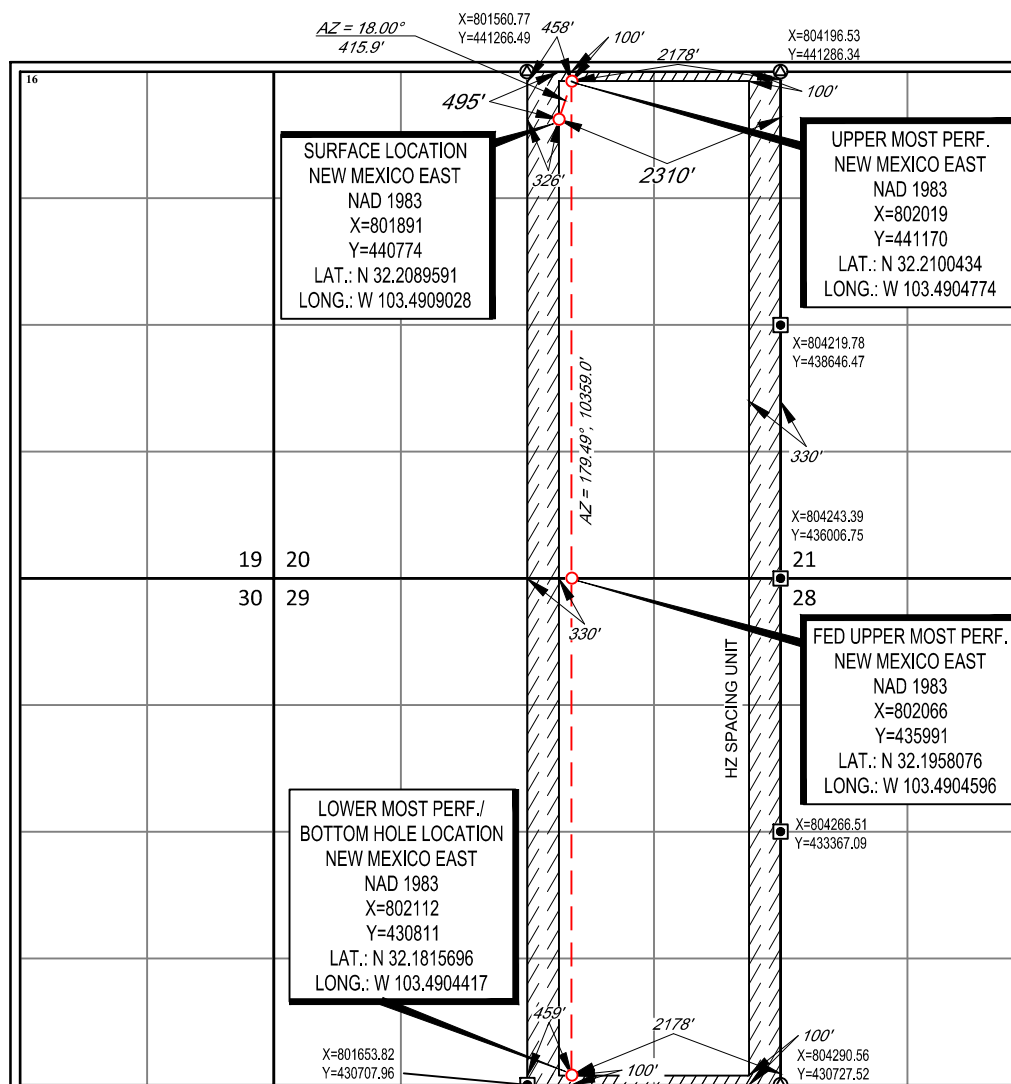 16
AZ = 18.00°
415.9'
X=801560.77
Y=441266.49
458'
100'
2178'
X=804196.53
Y=441286.34
100'
495'
326'
2310'
SURFACE LOCATION
NEW MEXICO EAST
NAD 1983
X=801891
Y=440774
LAT.: N 32.2089591
LONG.: W 103.4909028
UPPER MOST PERF.
NEW MEXICO EAST
NAD 1983
X=802019
Y=441170
LAT.: N 32.2100434
LONG.: W 103.4904774
X=804219.78
Y=438646.47
330'
AZ = 179.49°, 10359.0'
X=804243.39
Y=436006.75
19 20
21
30 29
28
330'
HZ SPACING UNIT
FED UPPER MOST PERF.
NEW MEXICO EAST
NAD 1983
X=802066
Y=435991
LAT.: N 32.1958076
LONG.: W 103.4904596
X=804266.51
Y=433367.09
LOWER MOST PERF./
BOTTOM HOLE LOCATION
NEW MEXICO EAST
NAD 1983
X=802112
Y=430811
LAT.: N 32.1815696
LONG.: W 103.4904417
459'
2178'
100'
100'
X=801653.82
Y=430707.96
X=804290.56
Y=430727.52